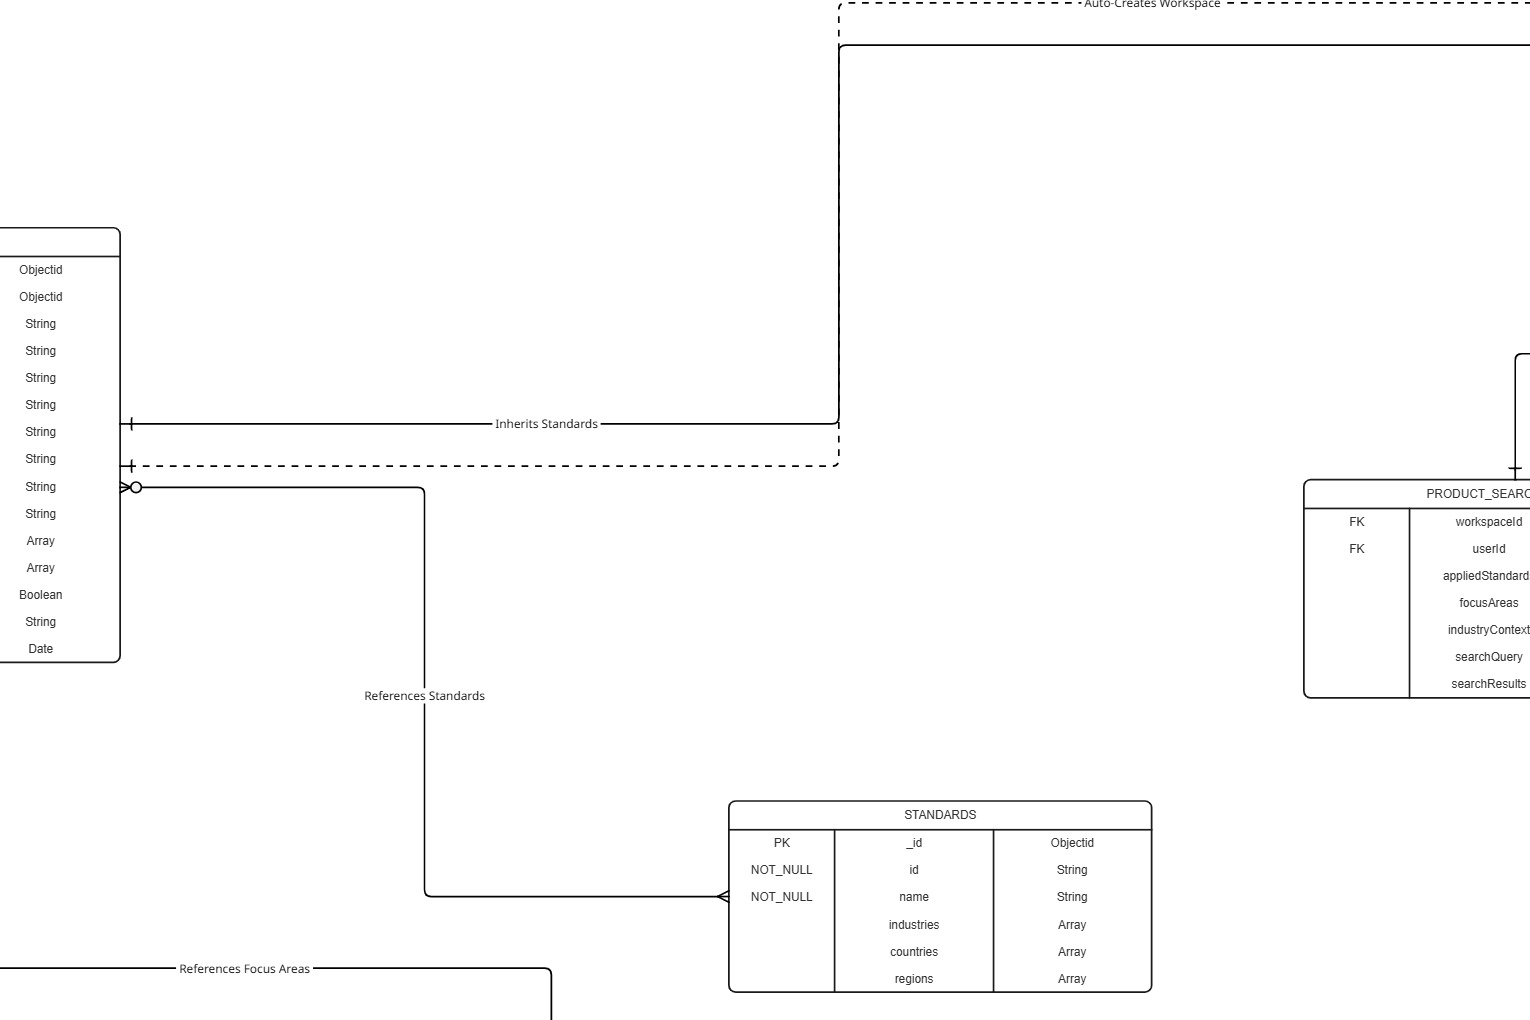 Auto-Creates Workspace
Objectid
Objectid
String
String
String
String
String
String
String
String
Array
Array
Boolean
String
Date
Inherits Standards
References Standards
References Focus Areas
PRODUCT_SEARC
FK workspaceId
FK userId
appliedStandard
focusAreas
industryContext
searchQuery
searchResults
STANDARDS
PK _id Objectid
NOT_NULL id String
NOT_NULL name String
industries Array
countries Array
regions Array